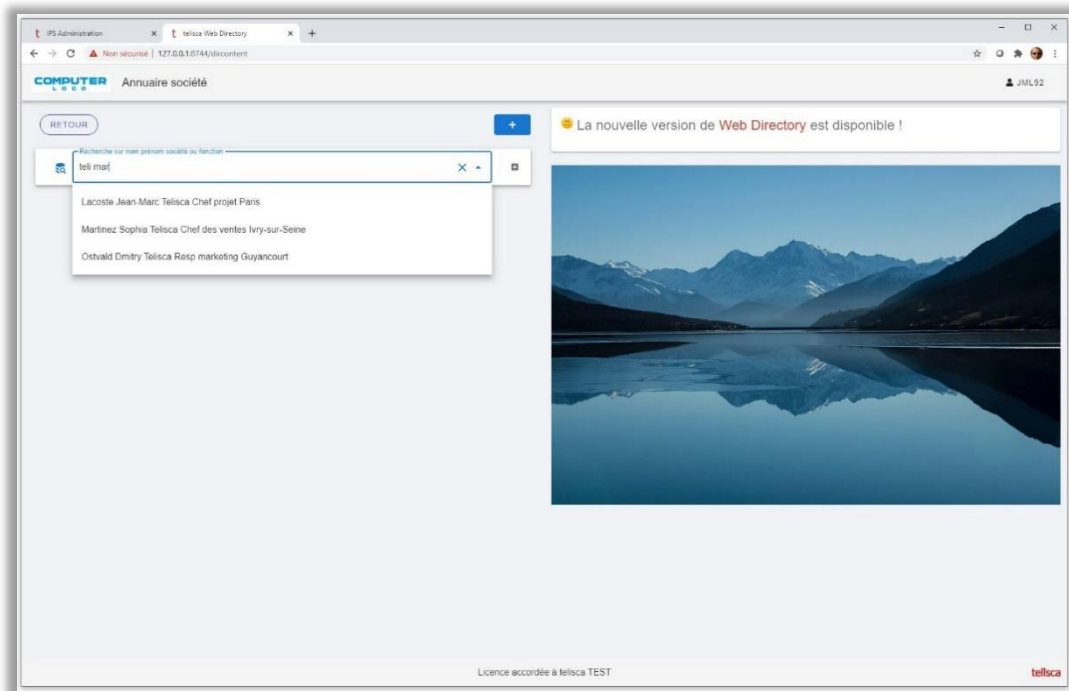 IPS Administration
telisca Web Directory
Non sécurisé | 127.0.0.1:8744/dircontent
COMPUTER
LOGO
Annuaire société
JML92
RETOUR
+
La nouvelle version de Web Directory est disponible !
Recherche sur nom prénom société ou fonction
teli mar
Lacoste Jean-Marc Telisca Chef projet Paris
Martinez Sophia Telisca Chef des ventes Ivry-sur-Seine
Ostvald Dmitry Telisca Resp marketing Guyancourt
Licence accordée à telisca TEST
telisca